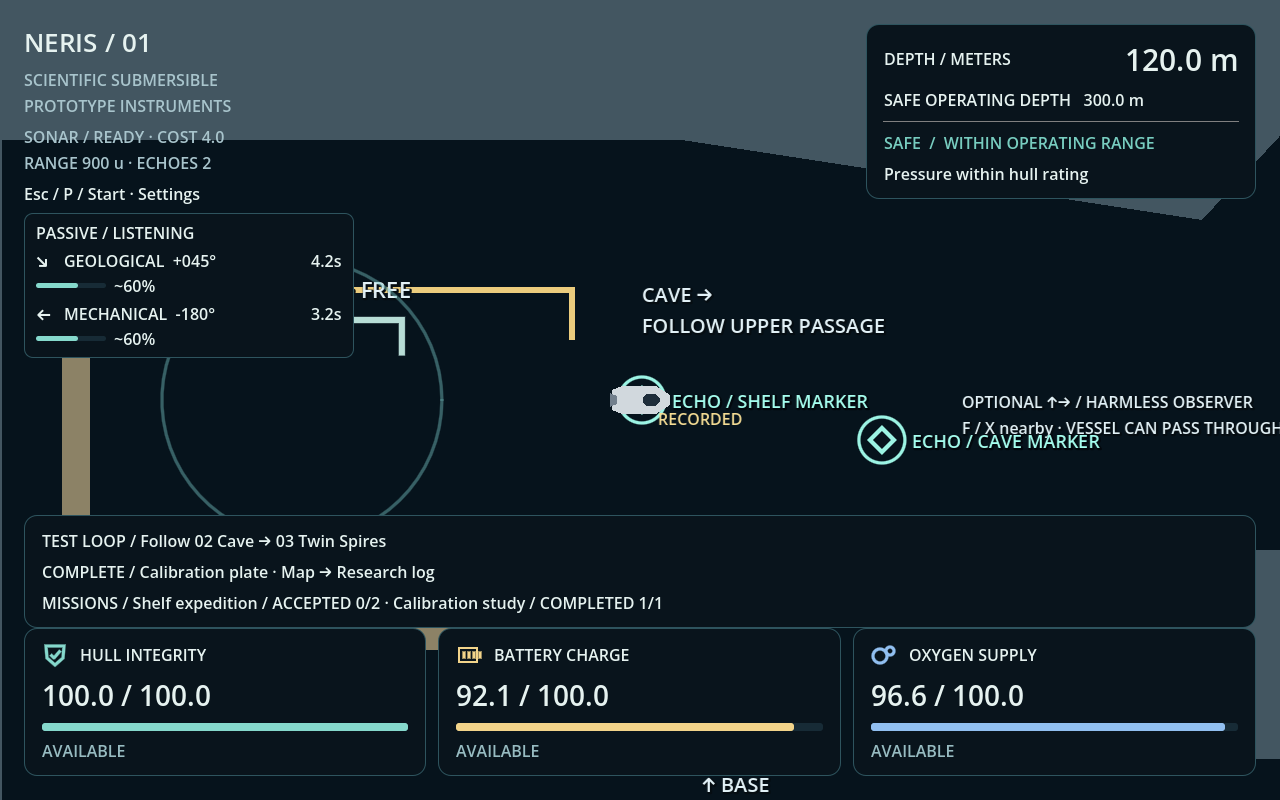 NERIS / 01
SCIENTIFIC SUBMERSIBLE
PROTOTYPE INSTRUMENTS
SONAR / READY · COST 4.0
RANGE 900 u · ECHOES 2
Esc / P / Start · Settings
DEPTH / METERS 120.0 m
SAFE OPERATING DEPTH 300.0 m
SAFE / WITHIN OPERATING RANGE
Pressure within hull rating
PASSIVE / LISTENING
↘ GEOLOGICAL +045° 4.2s
~60%
← MECHANICAL -180° 3.2s
~60%
FREE
CAVE →
FOLLOW UPPER PASSAGE
ECHO / SHELF MARKER
RECORDED
OPTIONAL ↑→ / HARMLESS OBSERVER
F / X nearby · VESSEL CAN PASS THROUGH
ECHO / CAVE MARKER
TEST LOOP / Follow 02 Cave → 03 Twin Spires
COMPLETE / Calibration plate · Map → Research log
MISSIONS / Shelf expedition / ACCEPTED 0/2 · Calibration study / COMPLETED 1/1
HULL INTEGRITY
100.0 / 100.0
AVAILABLE
BATTERY CHARGE
92.1 / 100.0
AVAILABLE
OXYGEN SUPPLY
96.6 / 100.0
AVAILABLE
↑ BASE